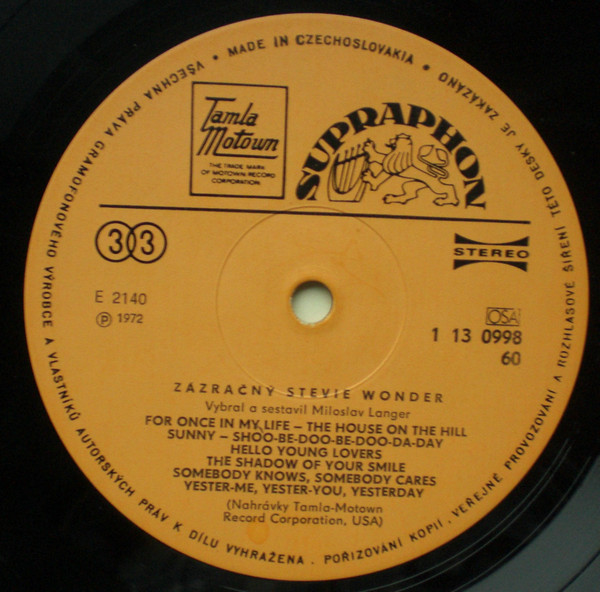 VŠECHNA PRÁVA GRAMOFONOVÉHO VÝROBCE A VLASTNÍKŮ AUTORSKÝCH PRÁV K DÍLU VYHRAŽENA. POŘIZOVÁNÍ KOPIÍ, VEŘEJNÉ PROVOZOVÁNÍ A ROZHLASOVÉ ŠÍŘENÍ TÉTO DESKY JE ZAKÁZÁNO • MADE IN CZECHOSLOVAKIA •
Tamla
Motown
THE TRADE MARK
OF MOTOWN RECORD
CORPORATION.
SUPRAPHON
33
STEREO
E 2140
Ⓟ 1972
OSA
1 13 0998
60
ZÁZRAČNÝ STEVIE WONDER
Vybral a sestavil Miloslav Langer
FOR ONCE IN MY LIFE – THE HOUSE ON THE HILL
SUNNY – SHOO-BE-DOO-BE-DOO-DA-DAY
HELLO YOUNG LOVERS
THE SHADOW OF YOUR SMILE
SOMEBODY KNOWS, SOMEBODY CARES
YESTER-ME, YESTER-YOU, YESTERDAY
(Nahrávky Tamla-Motown
Record Corporation, USA)